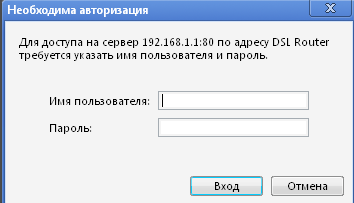 Необходима авторизация
Для доступа на сервер 192.168.1.1:80 по адресу DSL Router
требуется указать имя пользователя и пароль.
Имя пользователя:
Пароль:
Вход
Отмена